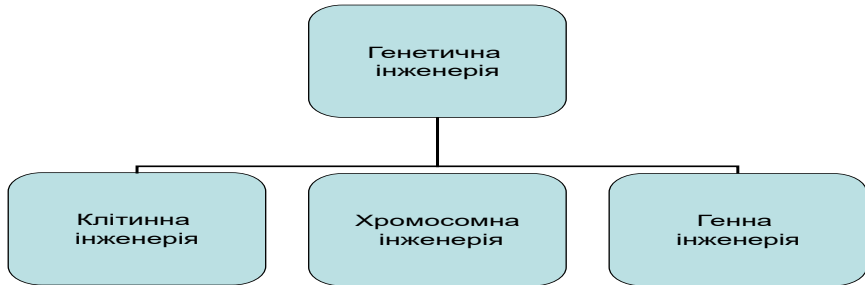 Генетична
інженерія
Клітинна
інженерія
Хромосомна
інженерія
Генна
інженерія